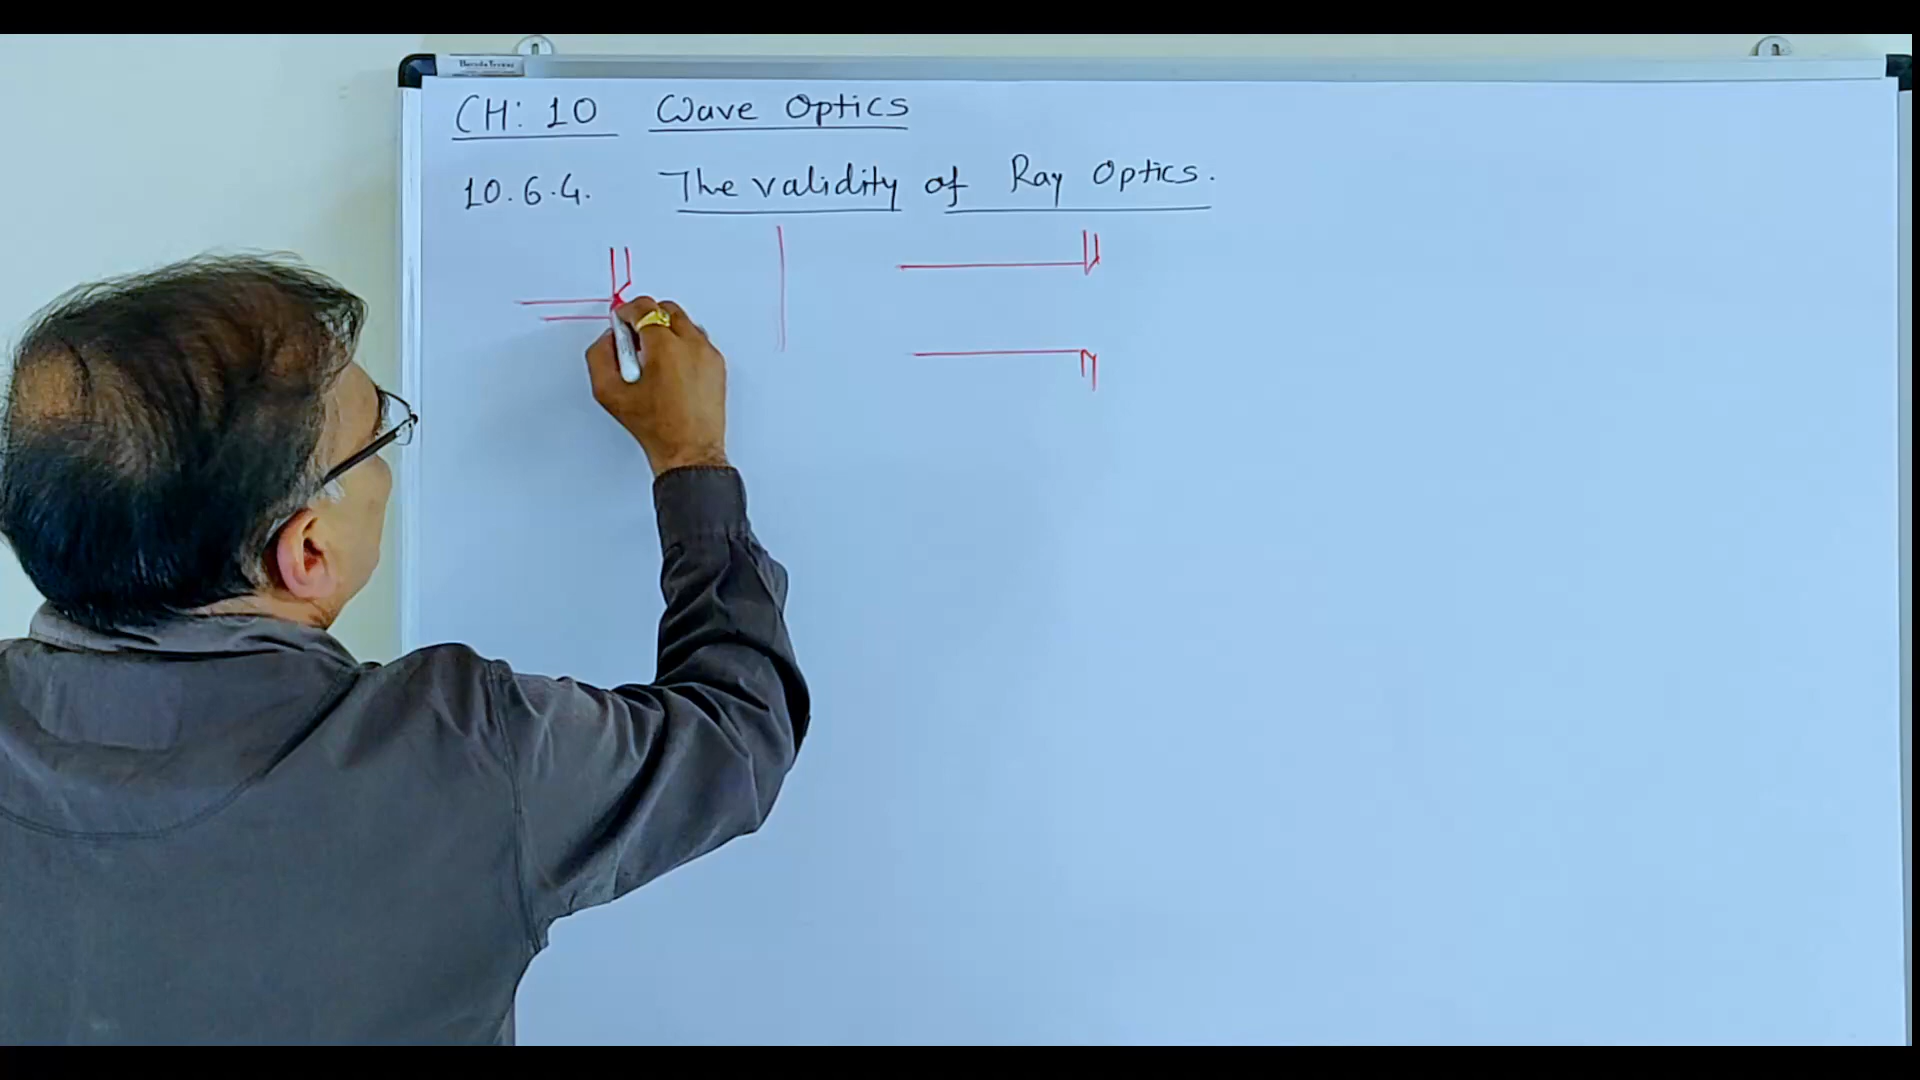 CH: 10 Wave Optics
10.6.4. The validity of Ray Optics.